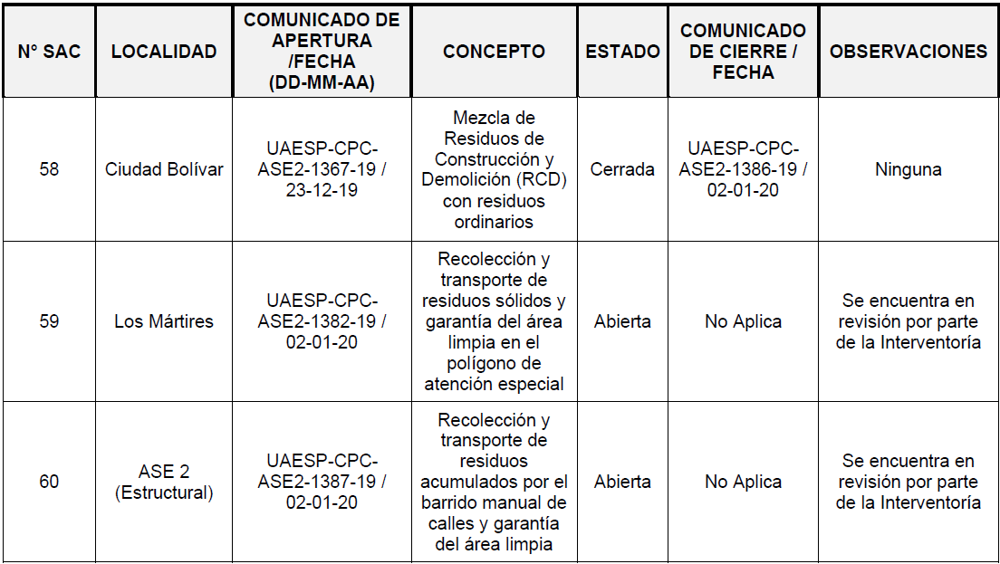 N° SAC
LOCALIDAD
COMUNICADO DE
APERTURA
/FECHA
(DD-MM-AA)
CONCEPTO
ESTADO
COMUNICADO
DE CIERRE /
FECHA
OBSERVACIONES
58
Ciudad Bolívar
UAESP-CPC-
ASE2-1367-19 /
23-12-19
Mezcla de
Residuos de
Construcción y
Demolición (RCD)
con residuos
ordinarios
Cerrada
UAESP-CPC-
ASE2-1386-19 /
02-01-20
Ninguna
59
Los Mártires
UAESP-CPC-
ASE2-1382-19 /
02-01-20
Recolección y
transporte de
residuos sólidos y
garantía del área
limpia en el
polígono de
atención especial
Abierta
No Aplica
Se encuentra en
revisión por parte
de la Interventoría
60
ASE 2
(Estructural)
UAESP-CPC-
ASE2-1387-19 /
02-01-20
Recolección y
transporte de
residuos
acumulados por el
barrido manual de
calles y garantía
del área limpia
Abierta
No Aplica
Se encuentra en
revisión por parte
de la Interventoría